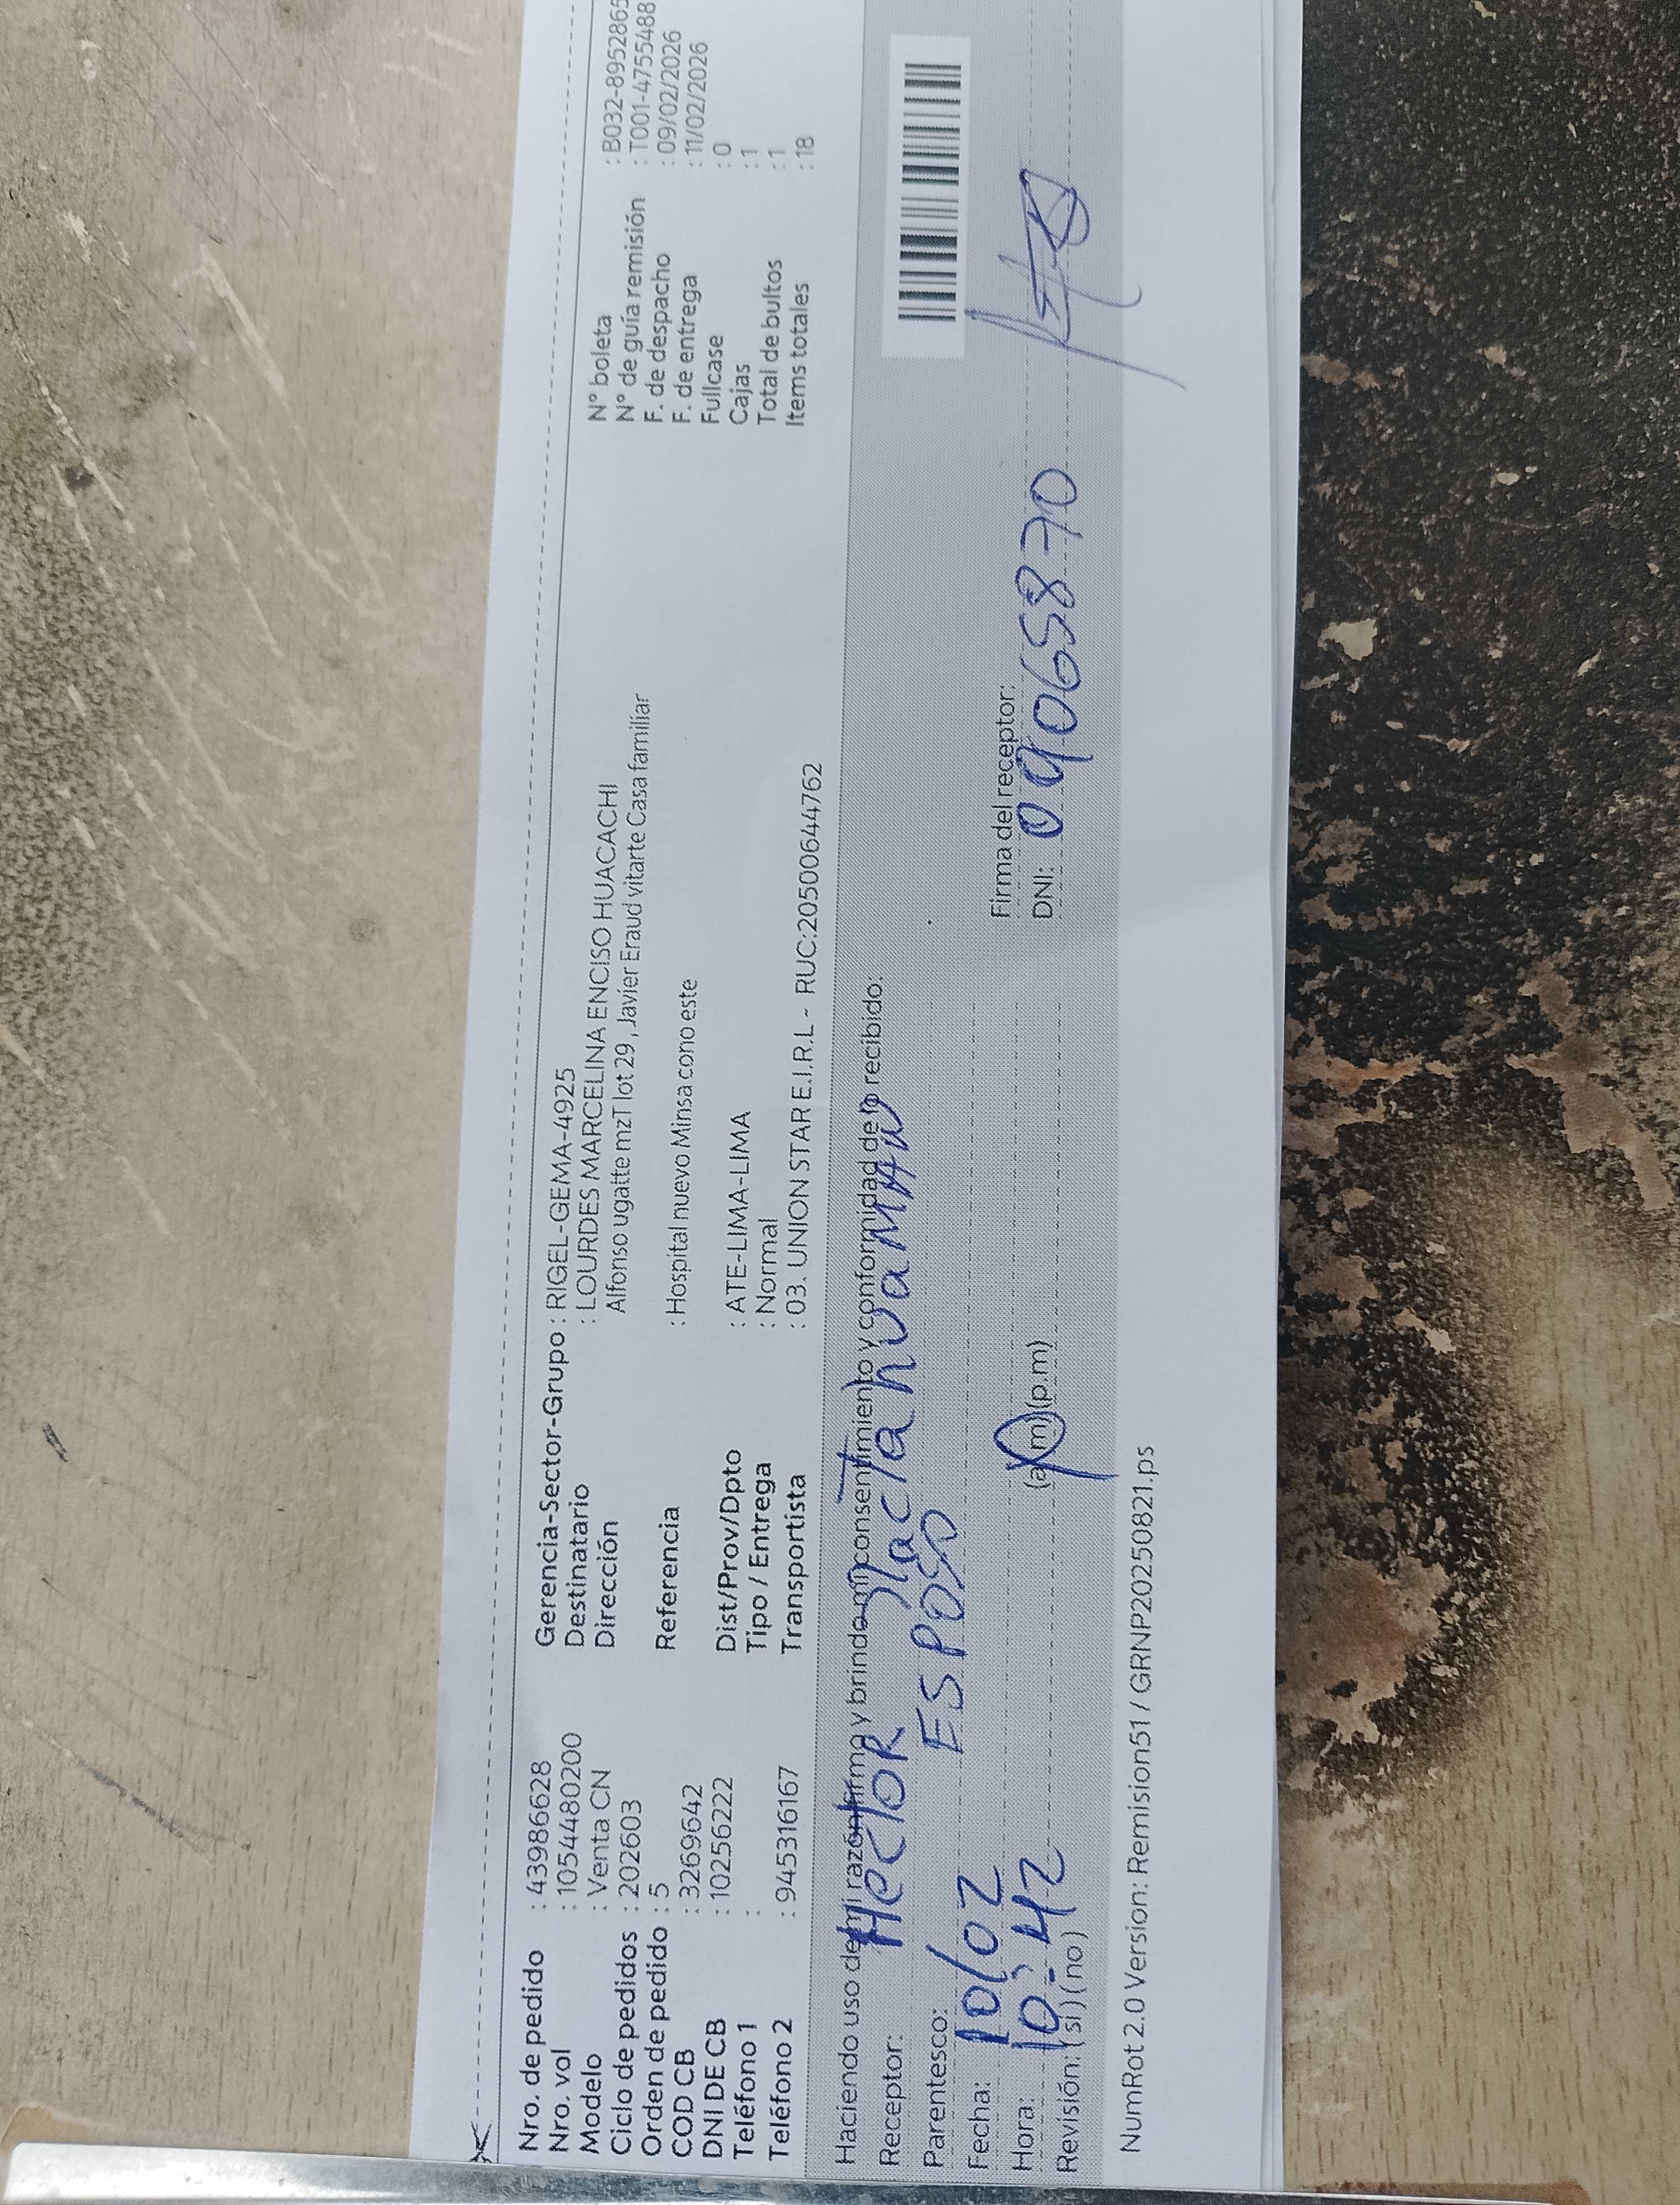 Nro. de pedido : 43986628
Nro. vol : 1054480200
Modelo : Venta CN
Ciclo de pedidos : 202603
Orden de pedido : 5
COD CB : 3269642
DNI DE CB : 10256222
Teléfono 1 :
Teléfono 2 : 945316167
Gerencia-Sector-Grupo : RIGEL-GEMA-4925
Destinatario : LOURDES MARCELINA ENCISO HUACACHI
Dirección Alfonso ugatte mzT lot 29 , Javier Eraud vitarte Casa familiar
Referencia : Hospital nuevo Minsa cono este
Dist/Prov/Dpto : ATE-LIMA-LIMA
Tipo / Entrega : Normal
Transportista : 03. UNION STAR E.I.R.L - RUC:20500644762
N° boleta : B032-8952865
N° de guía remisión : T001-4755488
F. de despacho : 09/02/2026
F. de entrega : 11/02/2026
Fullcase : 0
Cajas : 1
Total de bultos : 1
Items totales : 18
Haciendo uso de mi razón firma y brindo mi consentimiento y conformidad de lo recibido:
Receptor: Hector
Parentesco: ESPOSO
Fecha: 10/02
Hora: 10:42 (a.m) (p.m)
Revisión: (si) (no)
Firma del receptor:
DNI: 09065870
NumRot 2.0 Version: Remision51 / GRNP20250821.ps